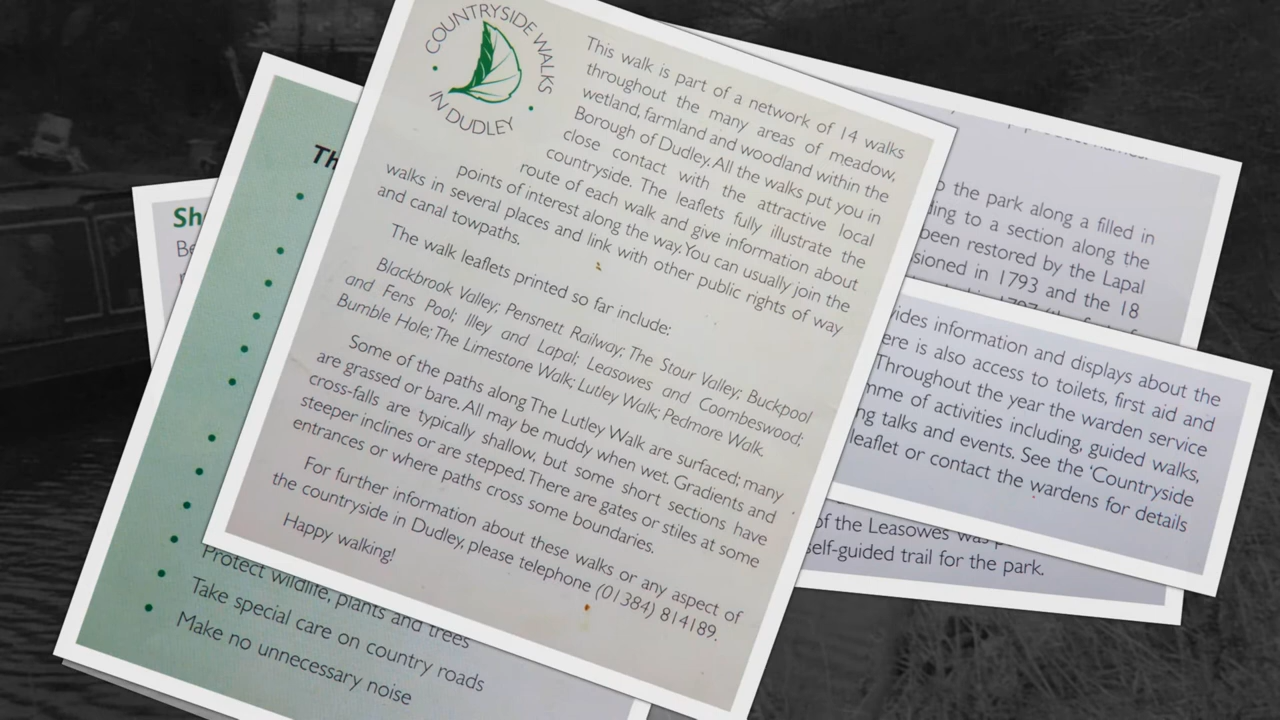 COUNTRYSIDE WALKS
IN DUDLEY
This walk is part of a network of 14 walks
throughout the many areas of meadow,
wetland, farmland and woodland within the
Borough of Dudley. All the walks put you in
close contact with the attractive local
countryside. The leaflets fully illustrate the
route of each walk and give information about
points of interest along the way. You can usually join the
walks in several places and link with other public rights of way
and canal towpaths.
The walk leaflets printed so far include:
Blackbrook Valley; Pensnett Railway; The Stour Valley; Buckpool
and Fens Pool; Illey and Lapal; Leasowes and Coombeswood;
Bumble Hole; The Limestone Walk; Lutley Walk; Pedmore Walk.
Some of the paths along The Lutley Walk are surfaced; many
are grassed or bare. All may be muddy when wet. Gradients and
cross-falls are typically shallow, but some short sections have
steeper inclines or are stepped. There are gates or stiles at some
entrances or where paths cross some boundaries.
For further information about these walks or any aspect of
the countryside in Dudley, please telephone (01384) 814189.
Happy walking!
Th
Sh
Be
Protect wildlife, plants and trees
Take special care on country roads
Make no unnecessary noise
the park along a filled in
ding to a section along the
been restored by the Lapal
sioned in 1793 and the 18
vides information and displays about the
ere is also access to toilets, first aid and
Throughout the year the warden service
mme of activities including, guided walks,
ng talks and events. See the 'Countryside
leaflet or contact the wardens for details
of the Leasowes was
self-guided trail for the park.